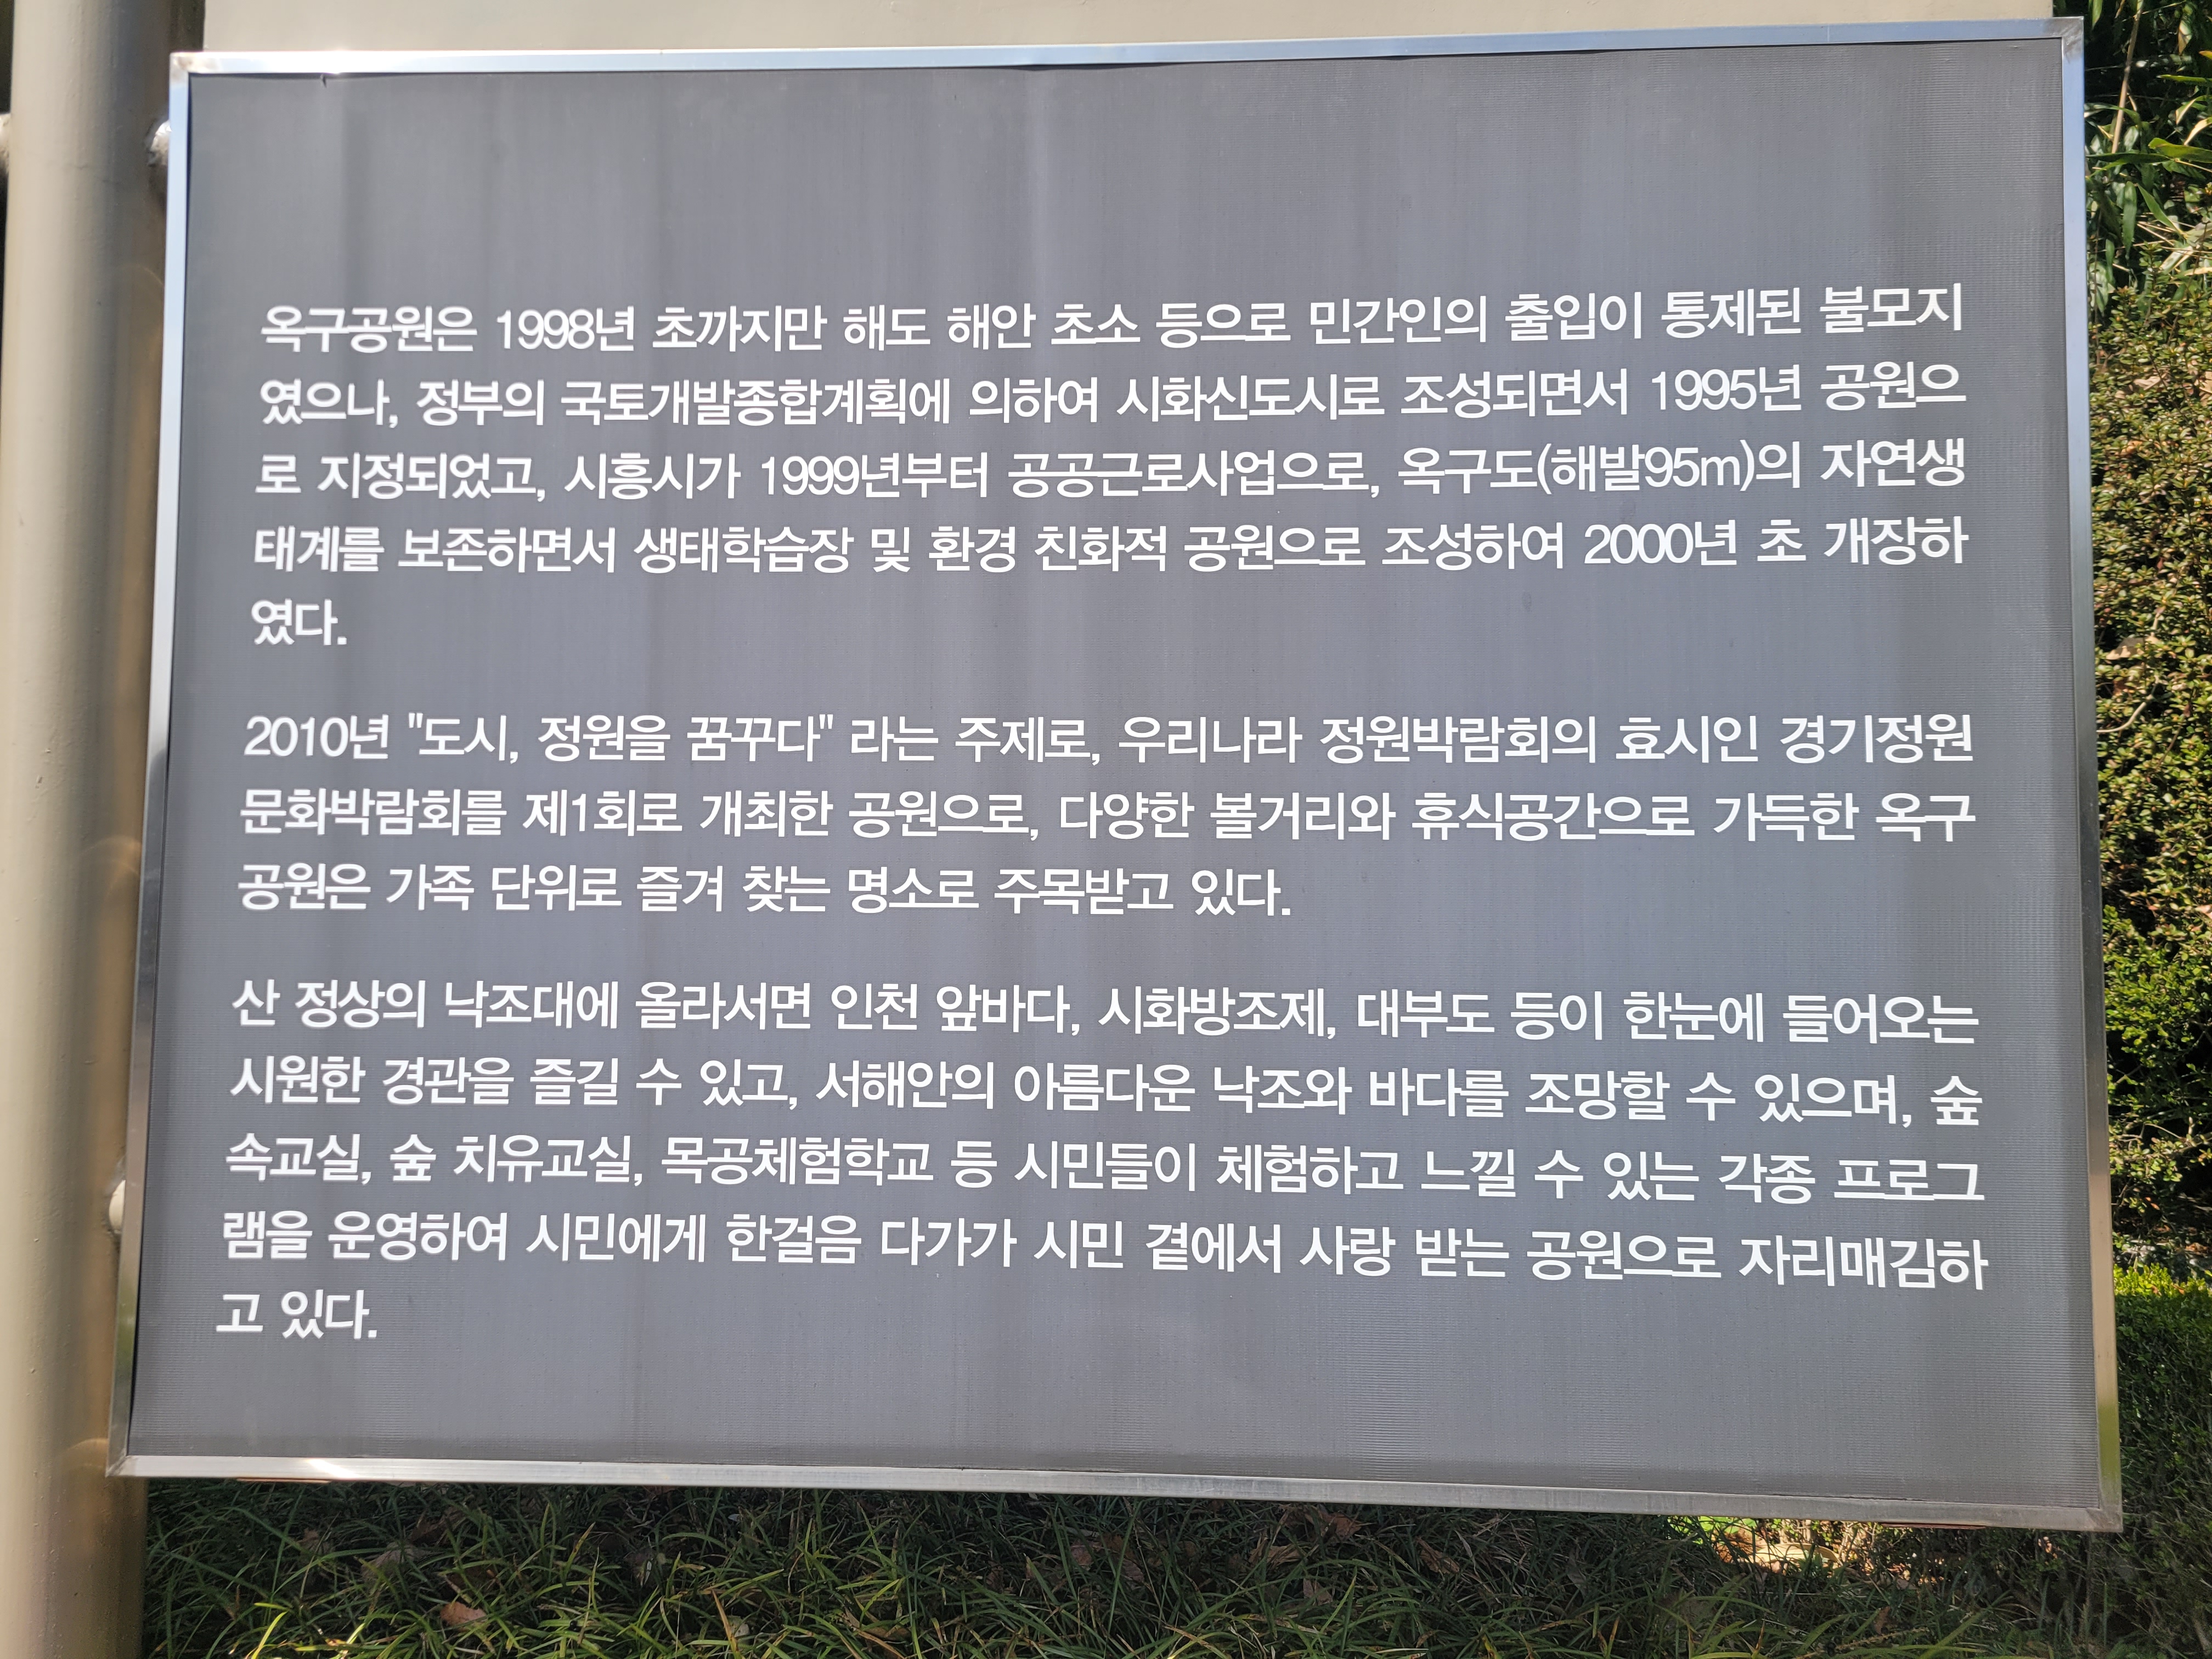 옥구공원은 1998년 초까지만 해도 해안 초소 등으로 민간인의 출입이 통제된 불모지
였으나, 정부의 국토개발종합계획에 의하여 시화신도시로 조성되면서 1995년 공원으
로 지정되었고, 시흥시가 1999년부터 공공근로사업으로, 옥구도(해발95m)의 자연생
태계를 보존하면서 생태학습장 및 환경 친화적 공원으로 조성하여 2000년 초 개장하
였다.
2010년 "도시, 정원을 꿈꾸다" 라는 주제로, 우리나라 정원박람회의 효시인 경기정원
문화박람회를 제1회로 개최한 공원으로, 다양한 볼거리와 휴식공간으로 가득한 옥구
공원은 가족 단위로 즐겨 찾는 명소로 주목받고 있다.
산 정상의 낙조대에 올라서면 인천 앞바다, 시화방조제, 대부도 등이 한눈에 들어오는
시원한 경관을 즐길 수 있고, 서해안의 아름다운 낙조와 바다를 조망할 수 있으며, 숲
속교실, 숲 치유교실, 목공체험학교 등 시민들이 체험하고 느낄 수 있는 각종 프로그
램을 운영하여 시민에게 한걸음 다가가 시민 곁에서 사랑 받는 공원으로 자리매김하
고 있다.